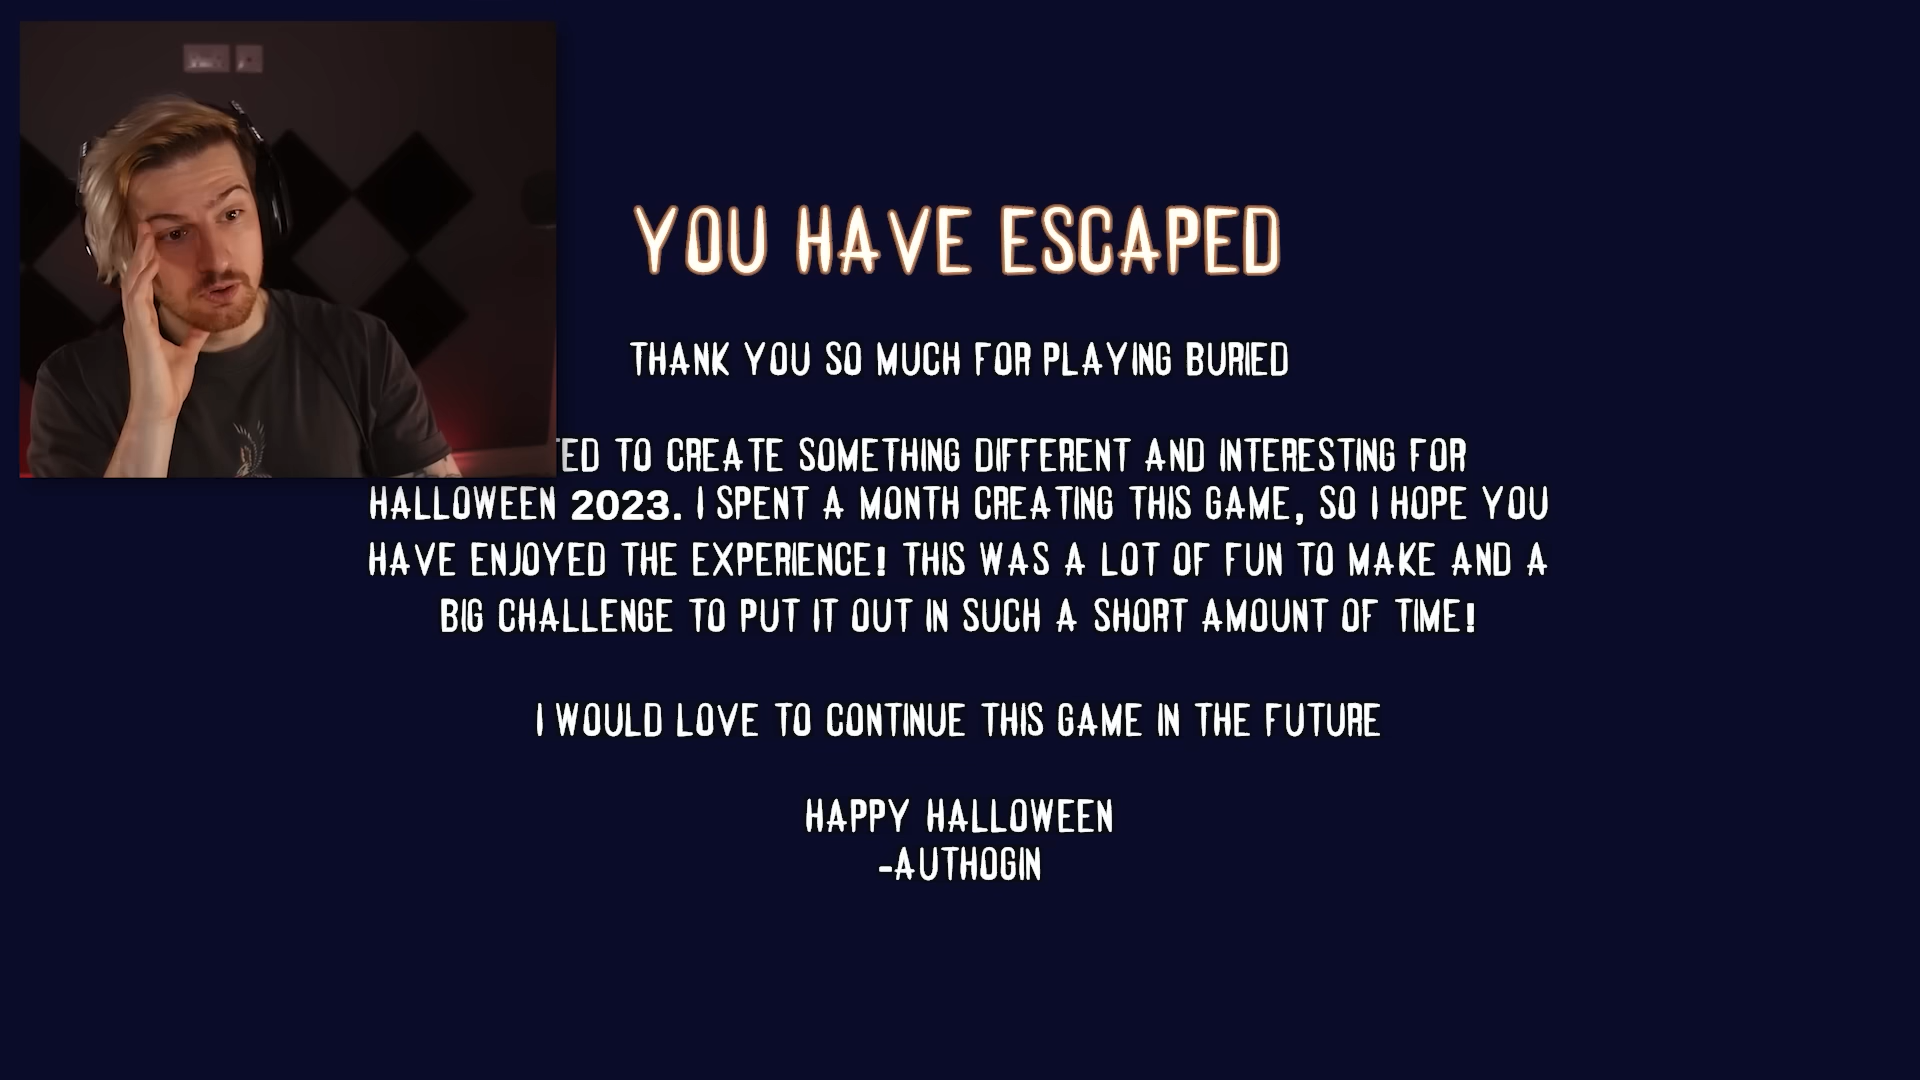 YOU HAVE ESCAPED
THANK YOU SO MUCH FOR PLAYING BURIED
TO CREATE SOMETHING DIFFERENT AND INTERESTING FOR
HALLOWEEN 2023. I SPENT A MONTH CREATING THIS GAME, SO I HOPE YOU
HAVE ENJOYED THE EXPERIENCE! THIS WAS A LOT OF FUN TO MAKE AND A
BIG CHALLENGE TO PUT IT OUT IN SUCH A SHORT AMOUNT OF TIME!
I WOULD LOVE TO CONTINUE THIS GAME IN THE FUTURE
HAPPY HALLOWEEN
-AUTHOGIN